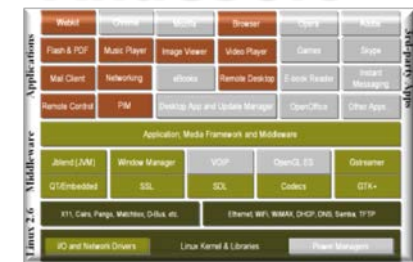 Applications
3rd party Apps
Webkit Chrome Mozilla Browser Opera Adobe
Flash & PDF Music Player Image Viewer Video Player Games Skype
Mail Client Networking eBooks Remote Desktop E-book Reader Instant Messaging
Remote Control PIM Desktop App and Update Manager OpenOffice Other Apps
Middleware
Application, Media Framework and Middleware
Jblend (JVM) Window Manager VOIP OpenGL ES Gstreamer
QT/Embedded SSL SDL Codecs GTK+
Linux 2.6
X11, Cairo, Pango, Matchbox, D-Bus, etc. Ethernet, WiFi, WiMAX, DHCP, DNS, Samba, TFTP
I/O and Network Drivers Linux Kernel & Libraries Power Managers